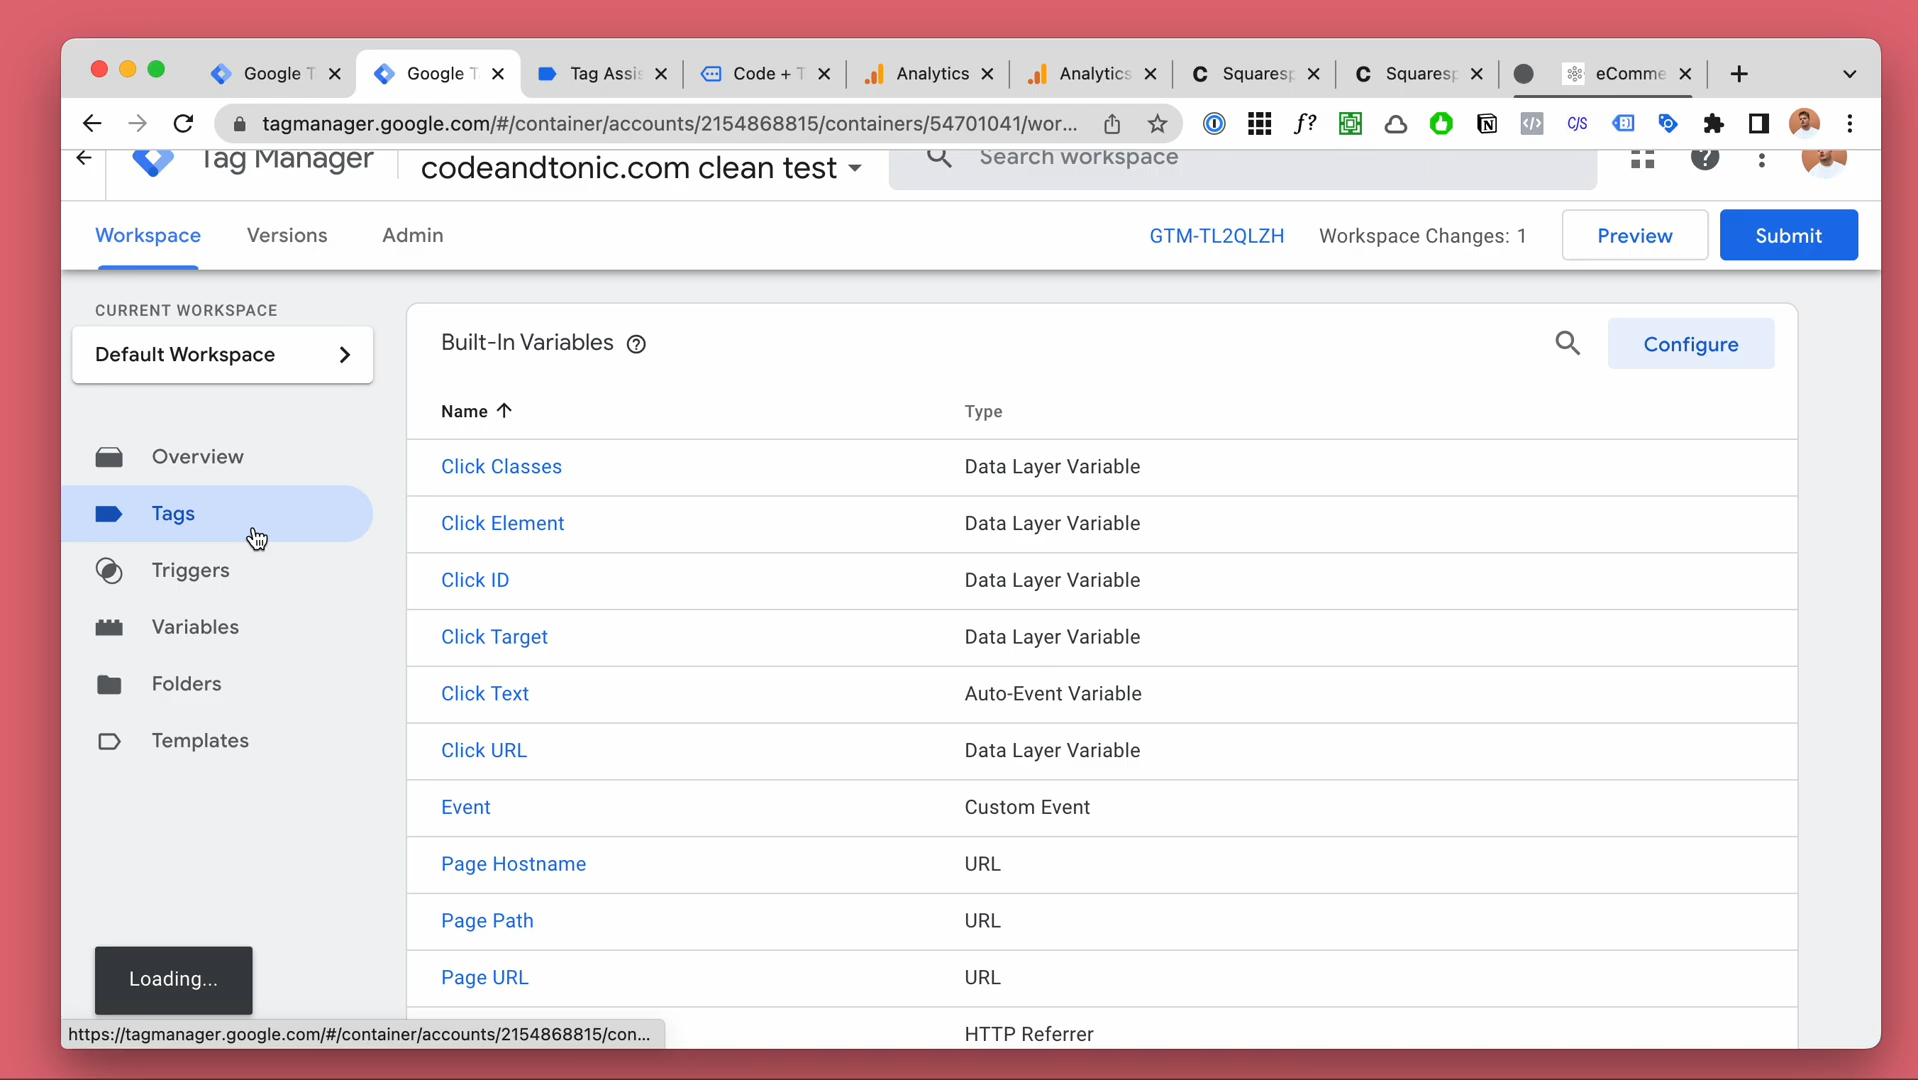 Google T
Google T
Tag Assis
Code + T
Analytics
Analytics
Squaresp
Squaresp
eComme
tagmanager.google.com/#/container/accounts/2154868815/containers/54701041/wor...
Tag Manager
codeandtonic.com clean test
Search workspace
Workspace
Versions
Admin
GTM-TL2QLZH
Workspace Changes: 1
Preview
Submit
CURRENT WORKSPACE
Default Workspace
Overview
Tags
Triggers
Variables
Folders
Templates
Built-In Variables
Configure
Name
Type
Click Classes
Data Layer Variable
Click Element
Data Layer Variable
Click ID
Data Layer Variable
Click Target
Data Layer Variable
Click Text
Auto-Event Variable
Click URL
Data Layer Variable
Event
Custom Event
Page Hostname
URL
Page Path
URL
Page URL
URL
HTTP Referrer
Loading...
https://tagmanager.google.com/#/container/accounts/2154868815/con...